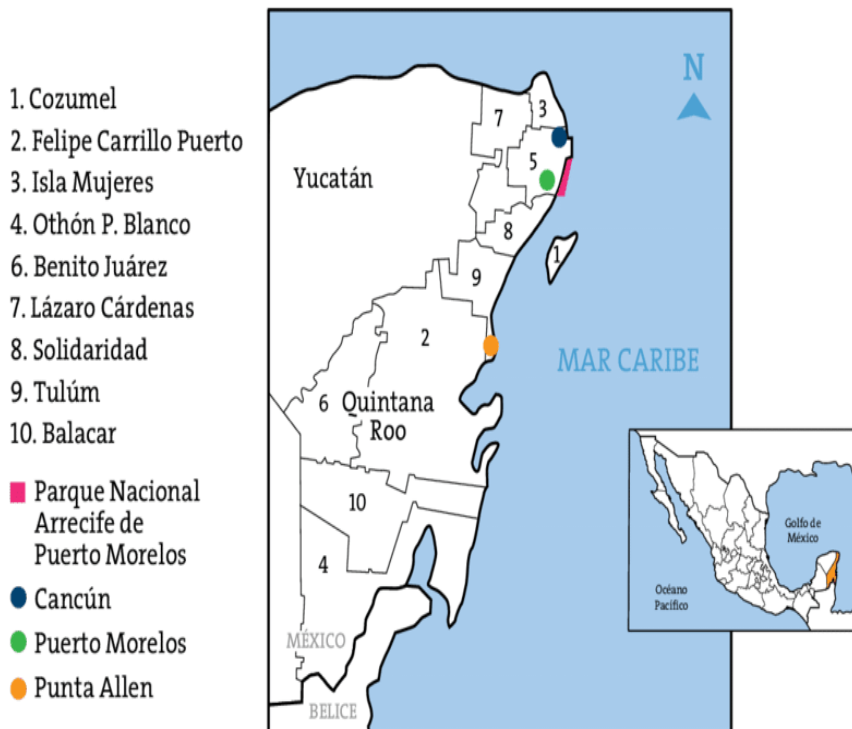 1. Cozumel
2. Felipe Carrillo Puerto
3. Isla Mujeres
4. Othón P. Blanco
6. Benito Juárez
7. Lázaro Cárdenas
8. Solidaridad
9. Tulúm
10. Balacar
Parque Nacional
Arrecife de
Puerto Morelos
Cancún
Puerto Morelos
Punta Allen
N
3
7
5
Yucatán
8
1
9
2
MAR CARIBE
6
Quintana
Roo
10
4
MÉXICO
BELICE
Golfo de
México
Océano
Pacífico